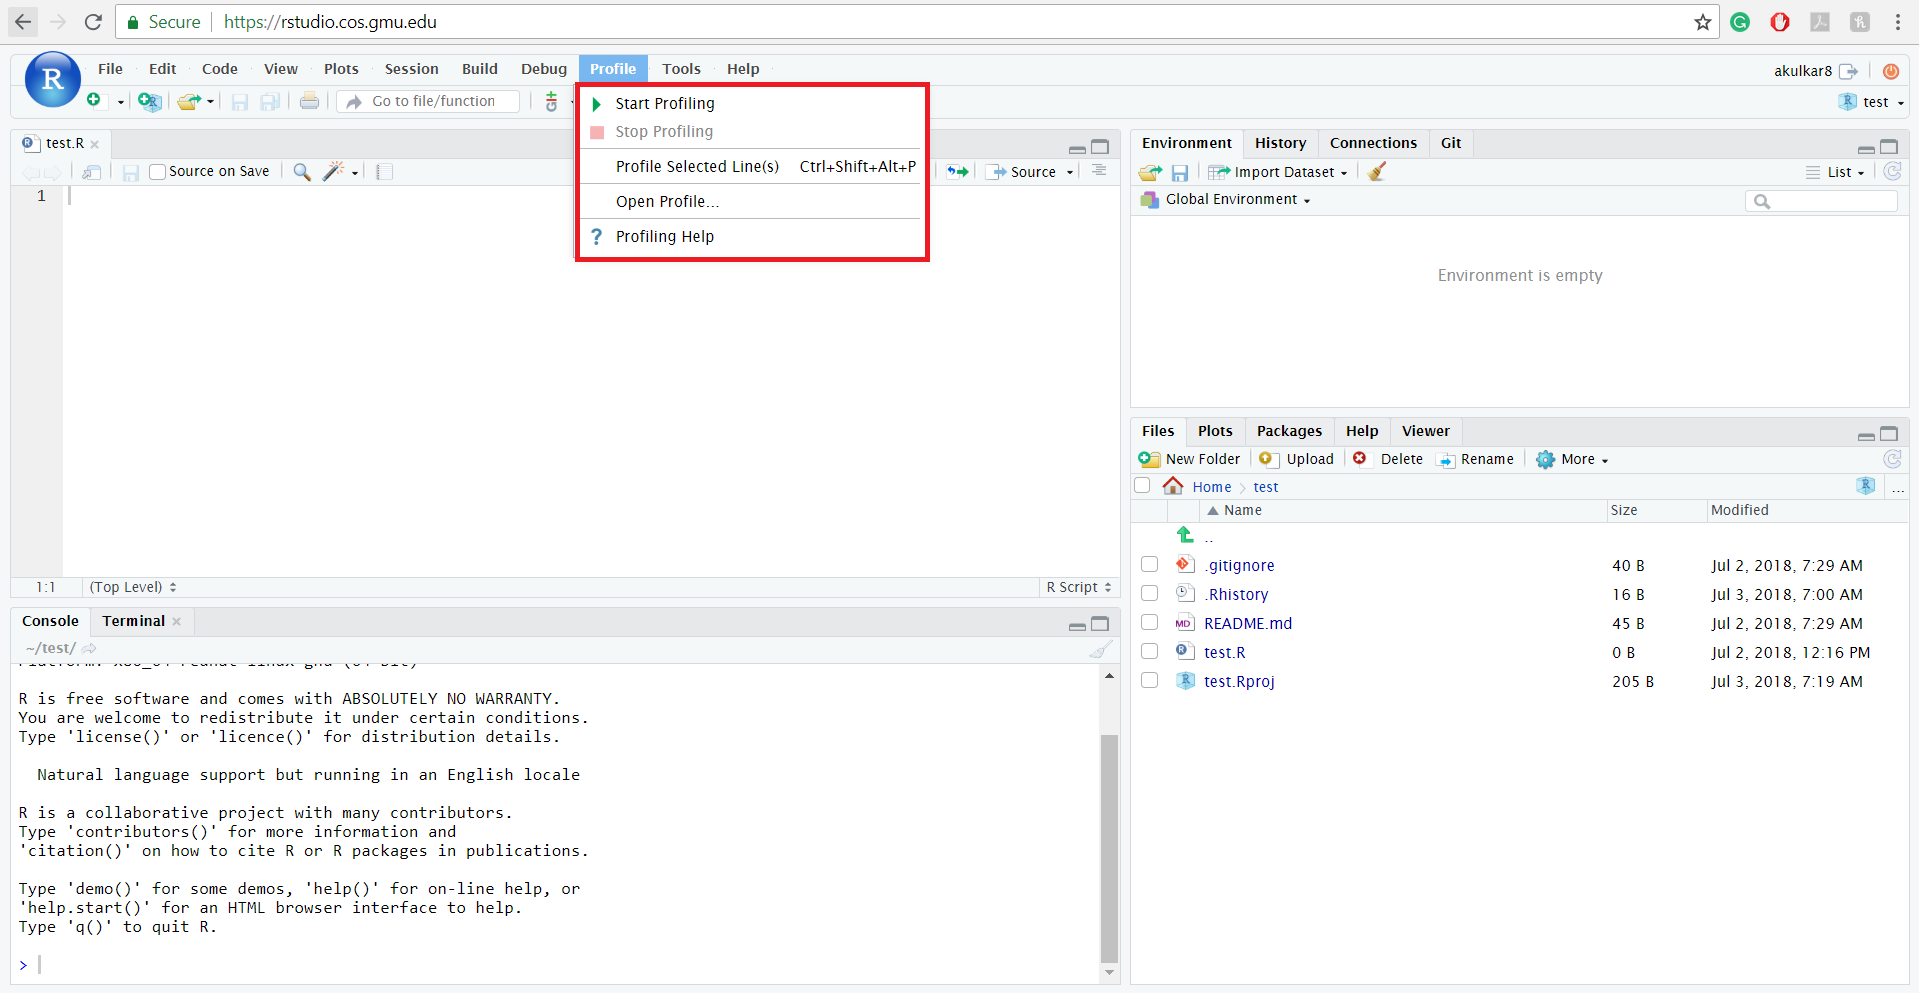 Secure https://rstudio.cos.gmu.edu
R File Edit Code View Plots Session Build Debug Profile Tools Help akulkar8
Go to file/function test
Start Profiling
Stop Profiling
Profile Selected Line(s) Ctrl+Shift+Alt+P
Open Profile...
Profiling Help
test.R
Source on Save Source
1
1:1 (Top Level) R Script
Console Terminal
~/test/
R is free software and comes with ABSOLUTELY NO WARRANTY.
You are welcome to redistribute it under certain conditions.
Type 'license()' or 'licence()' for distribution details.
Natural language support but running in an English locale
R is a collaborative project with many contributors.
Type 'contributors()' for more information and
'citation()' on how to cite R or R packages in publications.
Type 'demo()' for some demos, 'help()' for on-line help, or
'help.start()' for an HTML browser interface to help.
Type 'q()' to quit R.
>
Environment History Connections Git
Import Dataset List
Global Environment
Environment is empty
Files Plots Packages Help Viewer
New Folder Upload Delete Rename More
Home test ...
Name Size Modified
..
.gitignore 40 B Jul 2, 2018, 7:29 AM
.Rhistory 16 B Jul 3, 2018, 7:00 AM
MD README.md 45 B Jul 2, 2018, 7:29 AM
test.R 0 B Jul 2, 2018, 12:16 PM
test.Rproj 205 B Jul 3, 2018, 7:19 AM